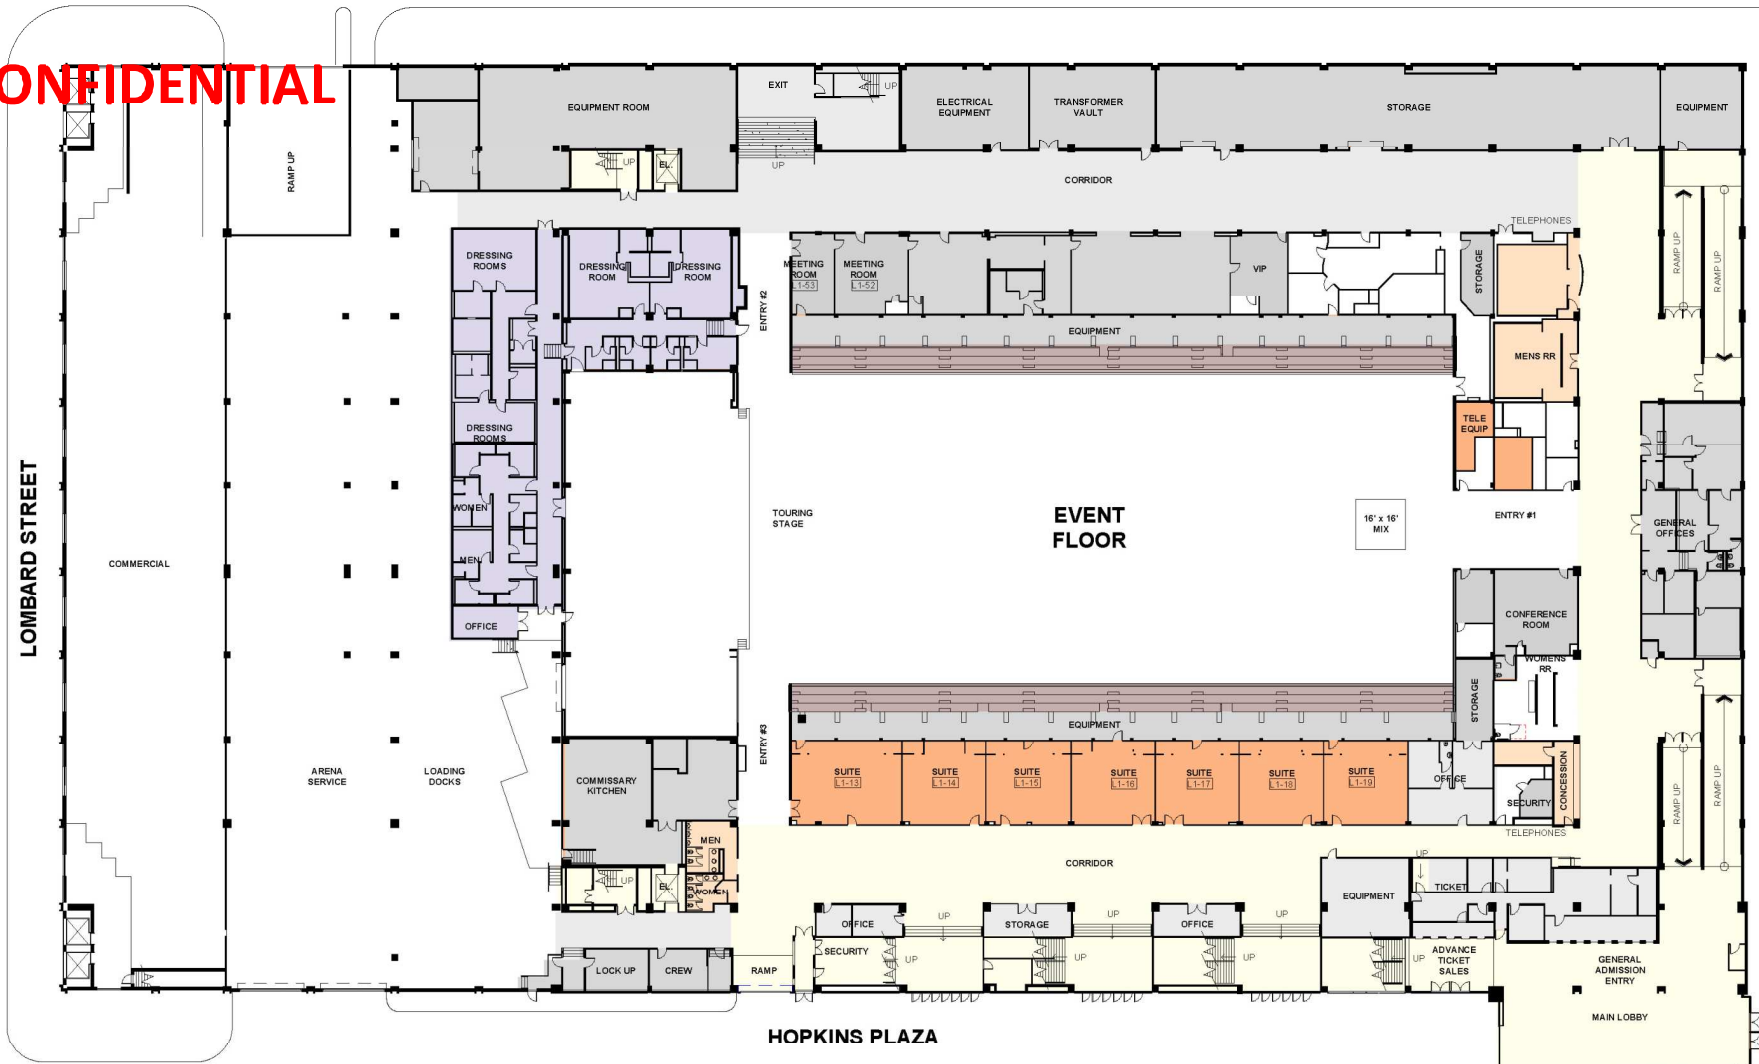 ONFIDENTIAL
EQUIPMENT ROOM
EXIT
UP
ELECTRICAL
EQUIPMENT
TRANSFORMER
VAULT
STORAGE
EQUIPMENT
RAMP UP
UP
EL.
UP
CORRIDOR
TELEPHONES
DRESSING
ROOMS
DRESSING
ROOM
DRESSING
ROOM
ENTRY #2
MEETING
ROOM
L1-53
MEETING
ROOM
L1-52
VIP
STORAGE
RAMP UP
RAMP UP
EQUIPMENT
MENS RR
DRESSING
ROOMS
TELE
EQUIP
WOMEN
MEN
TOURING
STAGE
EVENT
FLOOR
16' x 16'
MIX
ENTRY #1
GENERAL
OFFICES
LOMBARD STREET
COMMERCIAL
OFFICE
CONFERENCE
ROOM
WOMENS
RR
STORAGE
ENTRY #3
EQUIPMENT
ARENA
SERVICE
LOADING
DOCKS
COMMISSARY
KITCHEN
SUITE
L1-13
SUITE
L1-14
SUITE
L1-15
SUITE
L1-16
SUITE
L1-17
SUITE
L1-18
SUITE
L1-19
OFFICE
SECURITY
CONCESSION
RAMP UP
RAMP UP
TELEPHONES
MEN
CORRIDOR
UP
UP
EL.
WOMEN
EQUIPMENT
TICKET
OFFICE
UP
STORAGE
UP
OFFICE
UP
SECURITY
UP
UP
UP
UP
ADVANCE
TICKET
SALES
GENERAL
ADMISSION
ENTRY
LOCK UP
CREW
RAMP
MAIN LOBBY
HOPKINS PLAZA